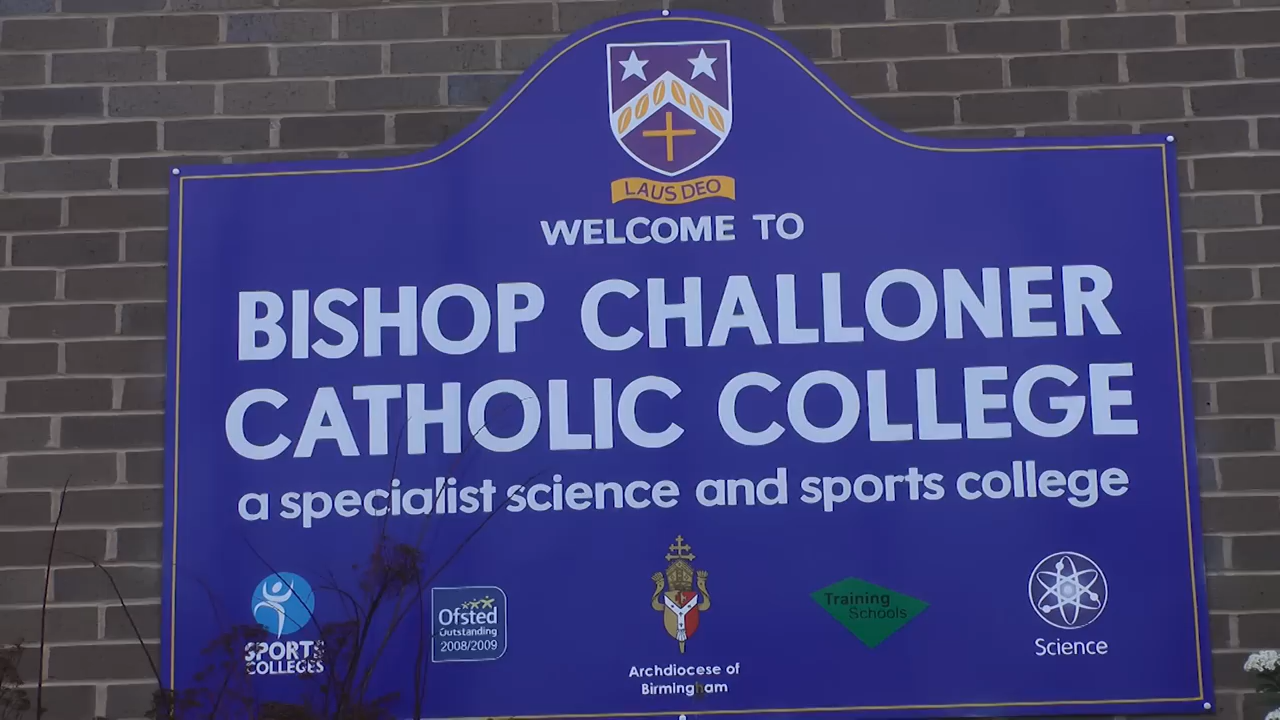 LAUS DEO
WELCOME TO
BISHOP CHALLONER
CATHOLIC COLLEGE
a specialist science and sports college
SPORTS
COLLEGES
Ofsted
Outstanding
2008/2009
Archdiocese of
Birmingham
Training
Schools
Science